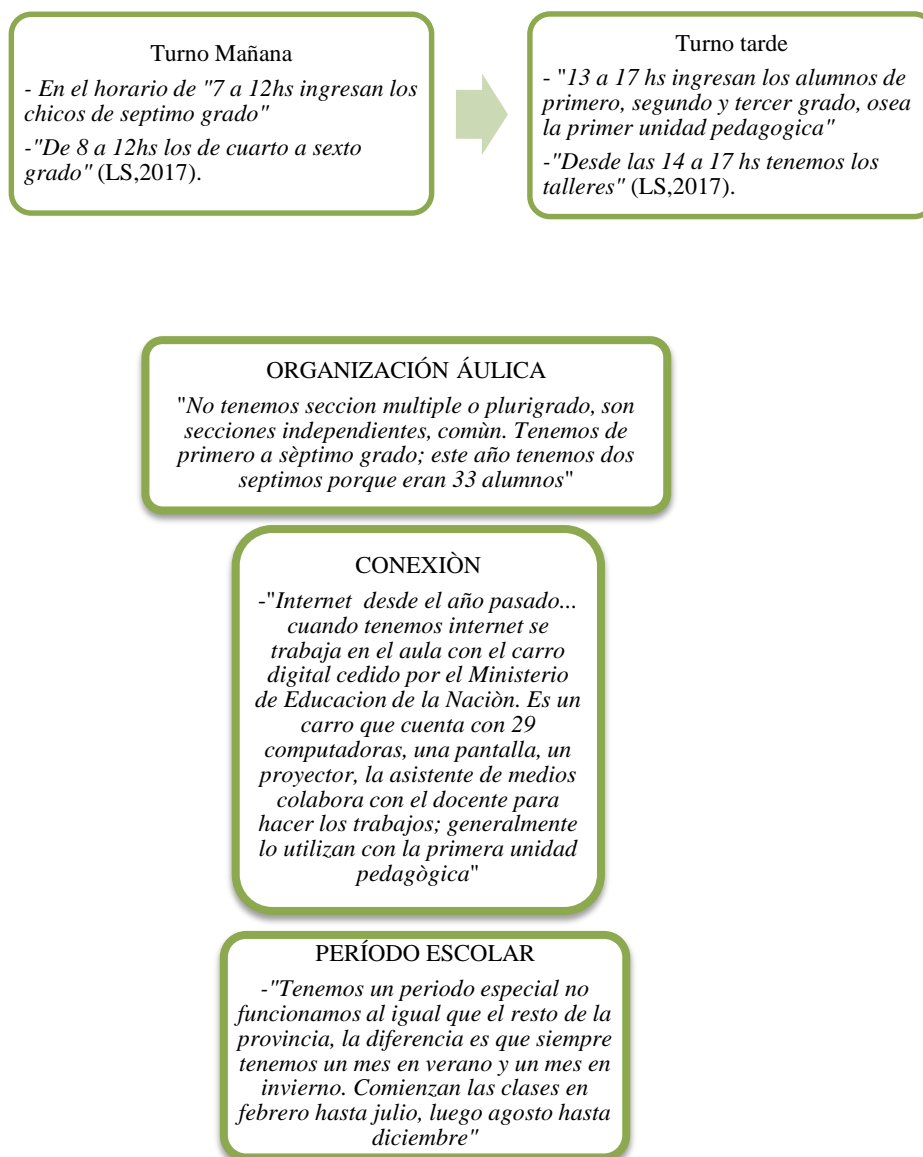 Turno Mañana
- En el horario de "7 a 12hs ingresan los
chicos de septimo grado"
-"De 8 a 12hs los de cuarto a sexto
grado" (LS,2017).
Turno tarde
- "13 a 17 hs ingresan los alumnos de
primero, segundo y tercer grado, osea
la primer unidad pedagogica"
-"Desde las 14 a 17 hs tenemos los
talleres" (LS,2017).
ORGANIZACIÓN ÁULICA
"No tenemos seccion multiple o plurigrado, son
secciones independientes, comùn. Tenemos de
primero a sèptimo grado; este año tenemos dos
septimos porque eran 33 alumnos"
CONEXIÒN
-"Internet desde el año pasado...
cuando tenemos internet se
trabaja en el aula con el carro
digital cedido por el Ministerio
de Educacion de la Naciòn. Es un
carro que cuenta con 29
computadoras, una pantalla, un
proyector, la asistente de medios
colabora con el docente para
hacer los trabajos; generalmente
lo utilizan con la primera unidad
pedagògica"
PERÍODO ESCOLAR
-"Tenemos un periodo especial no
funcionamos al igual que el resto de la
provincia, la diferencia es que siempre
tenemos un mes en verano y un mes en
invierno. Comienzan las clases en
febrero hasta julio, luego agosto hasta
diciembre"